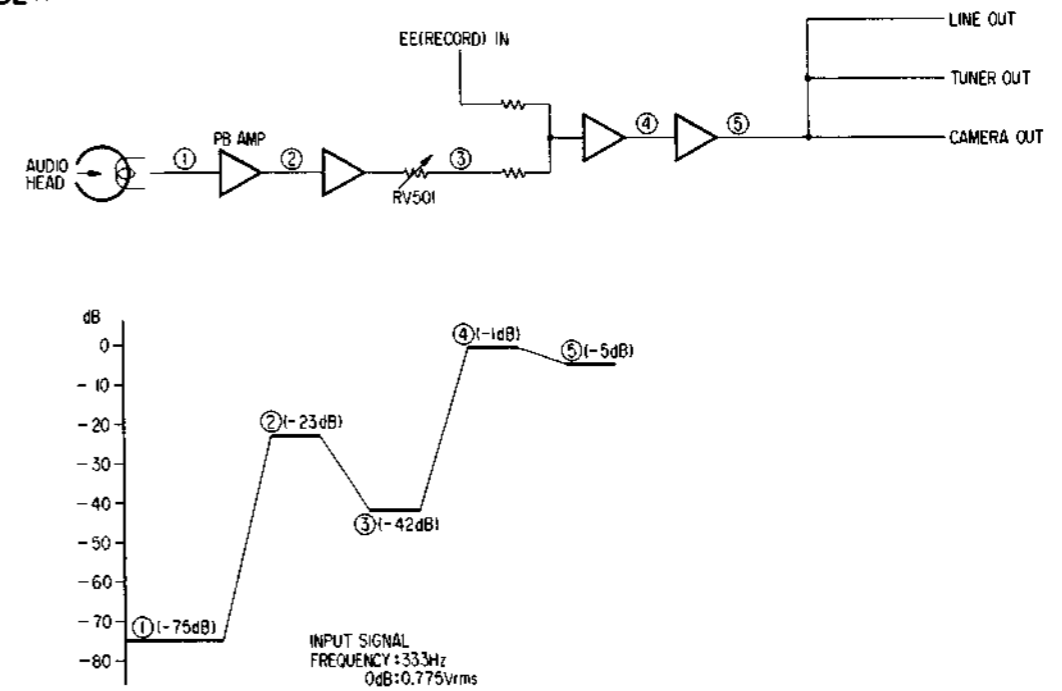 LINE OUT
EE(RECORD) IN
TUNER OUT
PB AMP
④
⑤
CAMERA OUT
AUDIO
HEAD
①
②
③
RV501
dB
0
-10
-20
-30
-40
-50
-60
-70
-80
④(-1dB)
⑤(-5dB)
②(-23dB)
③(-42dB)
①(-75dB)
INPUT SIGNAL
FREQUENCY:333Hz
0dB:0.775Vrms